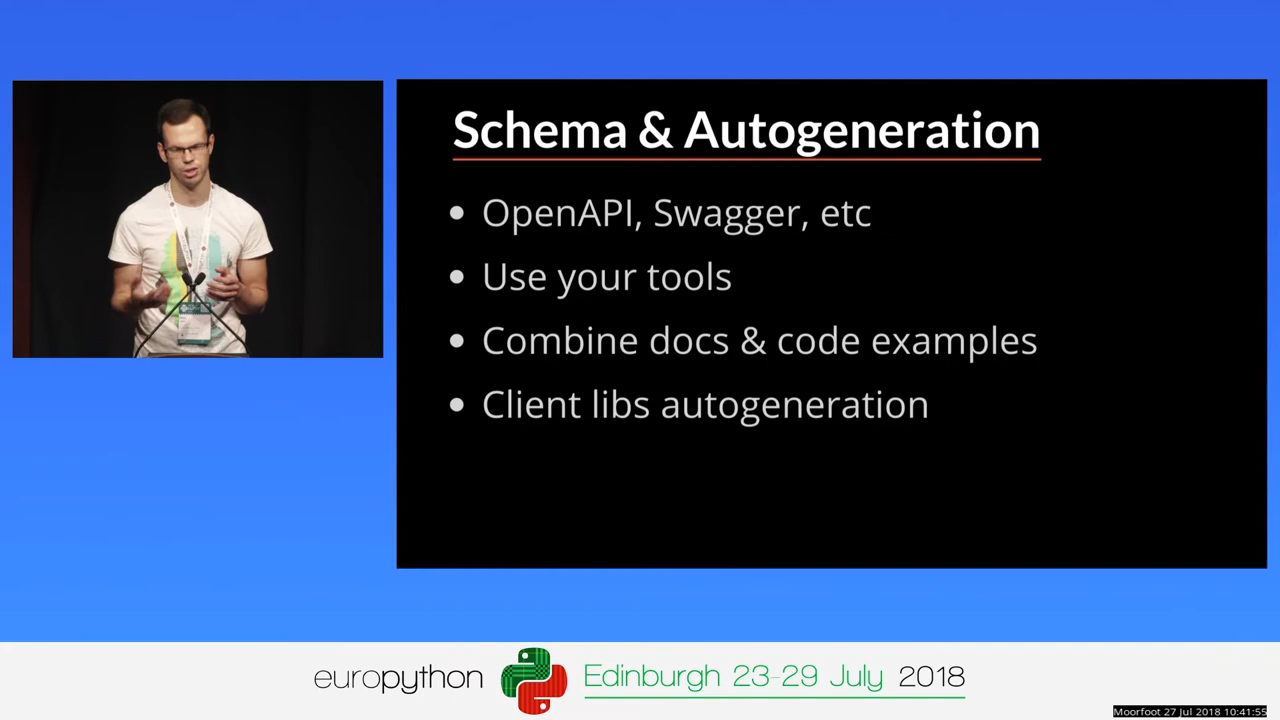 Schema & Autogeneration
OpenAPI, Swagger, etc
Use your tools
Combine docs & code examples
Client libs autogeneration
europython
Edinburgh 23-29 July 2018
Moorfoot 27 Jul 2018 10:41:55